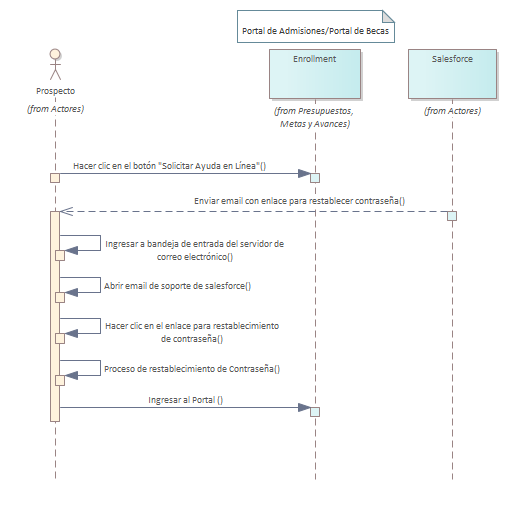 Portal de Admisiones/Portal de Becas
Enrollment
Salesforce
Prospecto
(from Actores)
(from Presupuestos,
Metas y Avances)
(from Actores)
Hacer clic en el botón "Solicitar Ayuda en Línea"()
Enviar email con enlace para restablecer contraseña()
Ingresar a bandeja de entrada del servidor de
correo electrónico()
Abrir email de soporte de salesforce()
Hacer clic en el enlace para restablecimiento
de contraseña()
Proceso de restablecimiento de Contraseña()
Ingresar al Portal ()